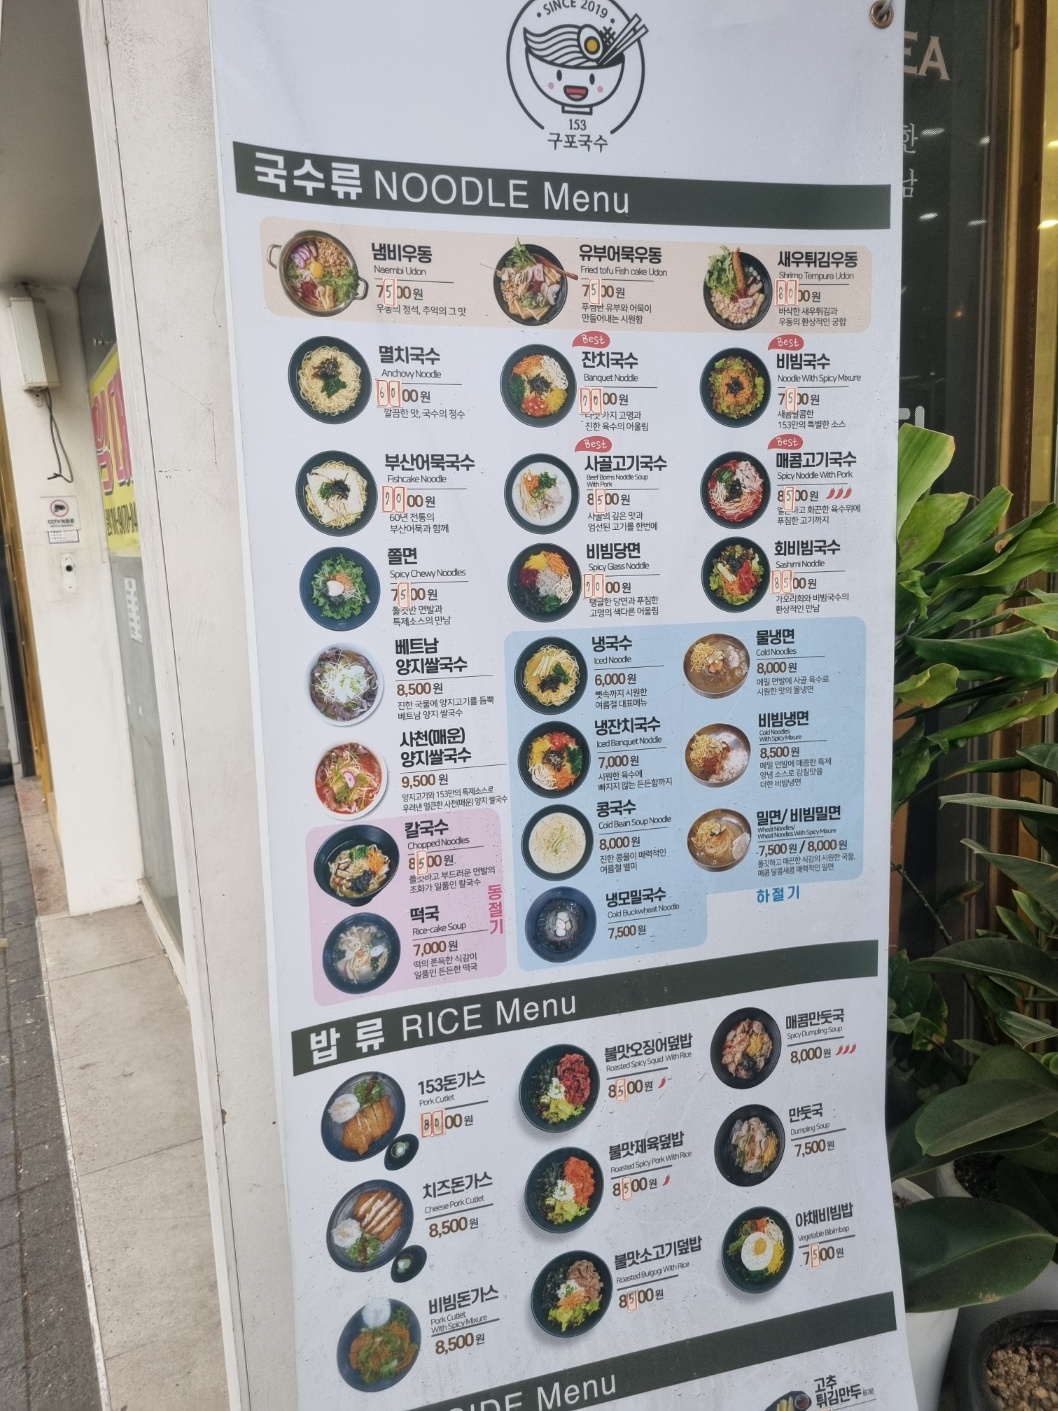 SINCE 2019
153
구포국수
EA
한
남
국수류 NOODLE Menu
냄비우동
Naembi Udon
7500원
우동의 정석, 추억의 그 맛
유부어묵우동
Fried tofu Fish cake Udon
7500원
푸짐한 유부와 어묵이
만들어내는 시원함
새우튀김우동
Shrimp Tempura Udon
8000원
바삭한 새우튀김과
우동의 환상적인 궁합
멸치국수
Anchovy Noodle
6000원
깔끔한 맛, 국수의 정수
Best
잔치국수
Banquet Noddle
7000원
가지 고명과
진한 육수의 어울림
Best
비빔국수
Noodle With Spicy Mixure
7500원
새콤달콤한
153만의 특별한 소스
부산어묵국수
Fishcake Noodle
7000원
60년 전통의
부산어묵과 함께
Best
사골고기국수
Beef Borns Noddle Soup
With Pork
8500원
사골의 깊은 맛과
엄선된 고기를 한번에
Best
매콤고기국수
Spicy Noddle With Pork
8500원
얼큰하고 화끈한 육수위에
푸짐한 고기까지
쫄면
Spicy Chewy Noodles
7500원
쫄깃한 면발과
특제소스의 만남
비빔당면
Spicy Glass Noddle
00원
탱글한 당면과 푸짐한
고명의 색다른 어울림
회비빔국수
Sashimi Noddle
8500원
가오리회와 비빔국수의
환상적인 만남
베트남
양지쌀국수
8,500원
진한 국물에 양지고기를 듬뿍
베트남 양지 쌀국수
사천(매운)
양지쌀국수
9,500원
양지고기와 153만의 특제소스로
우려낸 얼큰한 사천(매운) 양지 쌀국수
칼국수
Chopped Noodles
8500원
쫄깃하고 부드러운 면발의
조화가 일품인 칼국수
떡국
Rice-cake Soup
7,000원
떡의 쫀득한 식감이
일품인 든든한 떡국
동절기
냉국수
Iced Noodle
6,000원
뼛속까지 시원한
여름철 대표메뉴
냉잔치국수
Iced Banquet Noddle
7,000원
시원한 육수에
빠지지 않는 든든함까지
콩국수
Cold Bean Soup Noodle
8,000원
진한 콩물이 매력적인
여름철 별미
냉모밀국수
Cold Buckwheat Noodle
7,500원
물냉면
Cold Noodles
8,000원
메밀 면발에 사골 육수로
시원한 맛의 물냉면
비빔냉면
Cold Noodles
With Spicy Mixure
8,500원
메밀 면발에 매콤한 특제
양념 소스로 감칠맛을
더한 비빔냉면
밀면/ 비빔밀면
Wheat Noodles/
Wheat Noodles With Spicy Mixure
7,500원 / 8,000원
쫄깃하고 매끈한 식감의 시원한 국물,
매콤 달콤새콤 매력적인 밀면
하절기
밥 류 RICE Menu
153돈가스
Pork Cutlet
8000원
치즈돈가스
Cheese Pork Cutlet
8,500원
비빔돈가스
Pork Cutlet
With Spicy Mixure
8,500원
불맛오징어덮밥
Roasted Spicy Squid With Rice
8500원
불맛제육덮밥
Roasted Spicy Pork With Rice
8500원
불맛소고기덮밥
Roasted Bulgogi With Rice
8500원
매콤만둣국
Spicy Dumpling Soup
8,000원
만둣국
Dumpling Soup
7,500원
야채비빔밥
Vegetable Bibimbap
7500원
SIDE Menu
고추
튀김만두